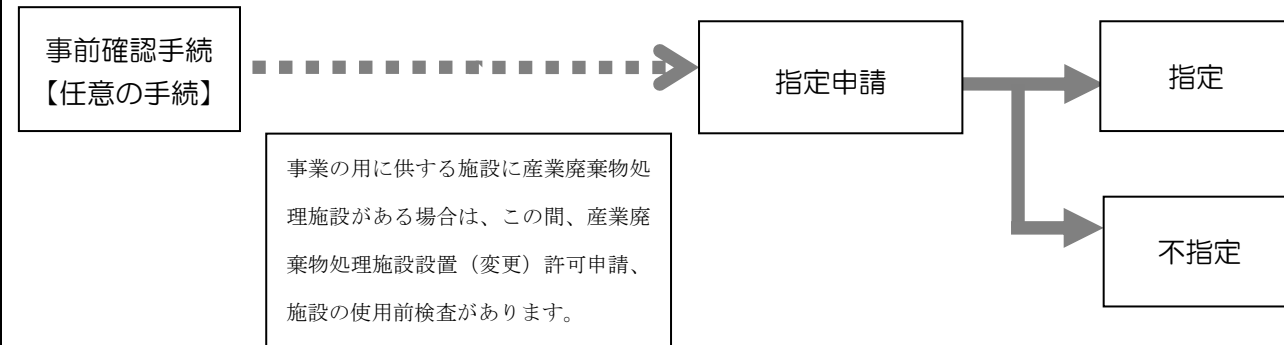 事前確認手続
【任意の手続】
指定申請
指定
事業の用に供する施設に産業廃棄物処
理施設がある場合は、この間、産業廃
棄物処理施設設置（変更）許可申請、
施設の使用前検査があります。
不指定